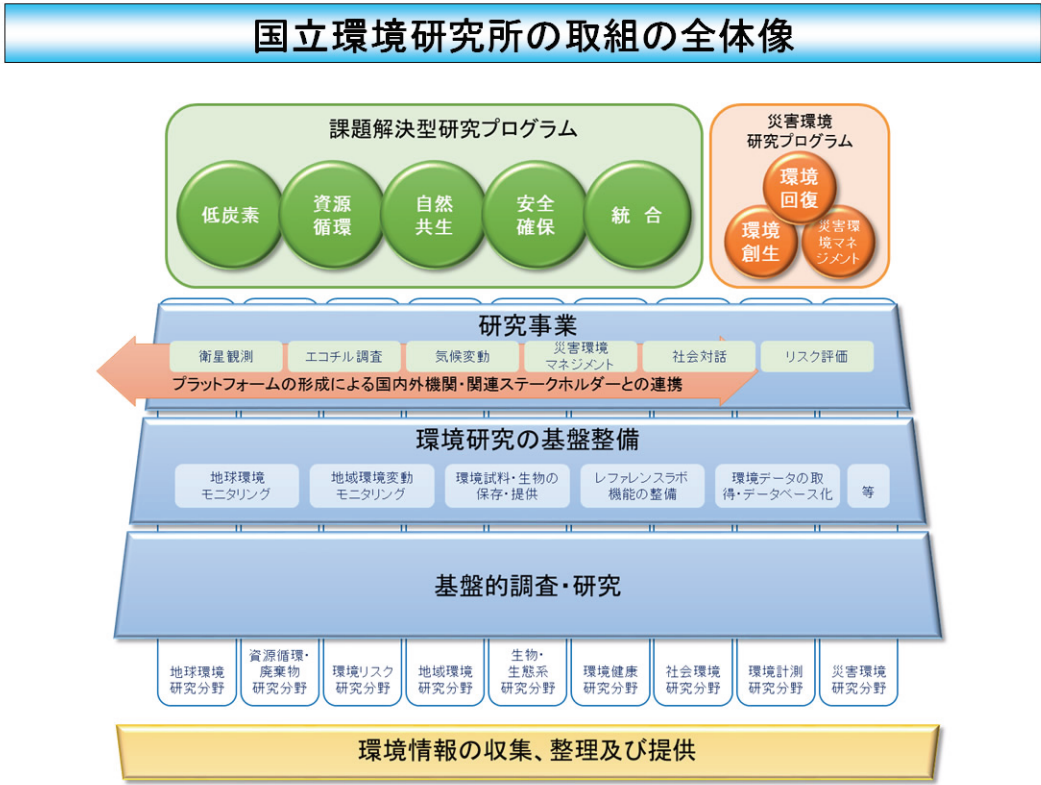 国立環境研究所の取組の全体像
課題解決型研究プログラム
低炭素
資源
循環
自然
共生
安全
確保
統 合
災害環境
研究プログラム
環境
回復
環境
創生
災害環
境マネ
ジメント
研究事業
衛星観測
エコチル調査
気候変動
災害環境
マネジメント
社会対話
リスク評価
プラットフォームの形成による国内外機関・関連ステークホルダーとの連携
環境研究の基盤整備
地球環境
モニタリング
地域環境変動
モニタリング
環境試料・生物の
保存・提供
レファレンスラボ
機能の整備
環境データの取
得・データベース化
等
基盤的調査・研究
地球環境
研究分野
資源循環・
廃棄物
研究分野
環境リスク
研究分野
地域環境
研究分野
生物・
生態系
研究分野
環境健康
研究分野
社会環境
研究分野
環境計測
研究分野
災害環境
研究分野
環境情報の収集、整理及び提供